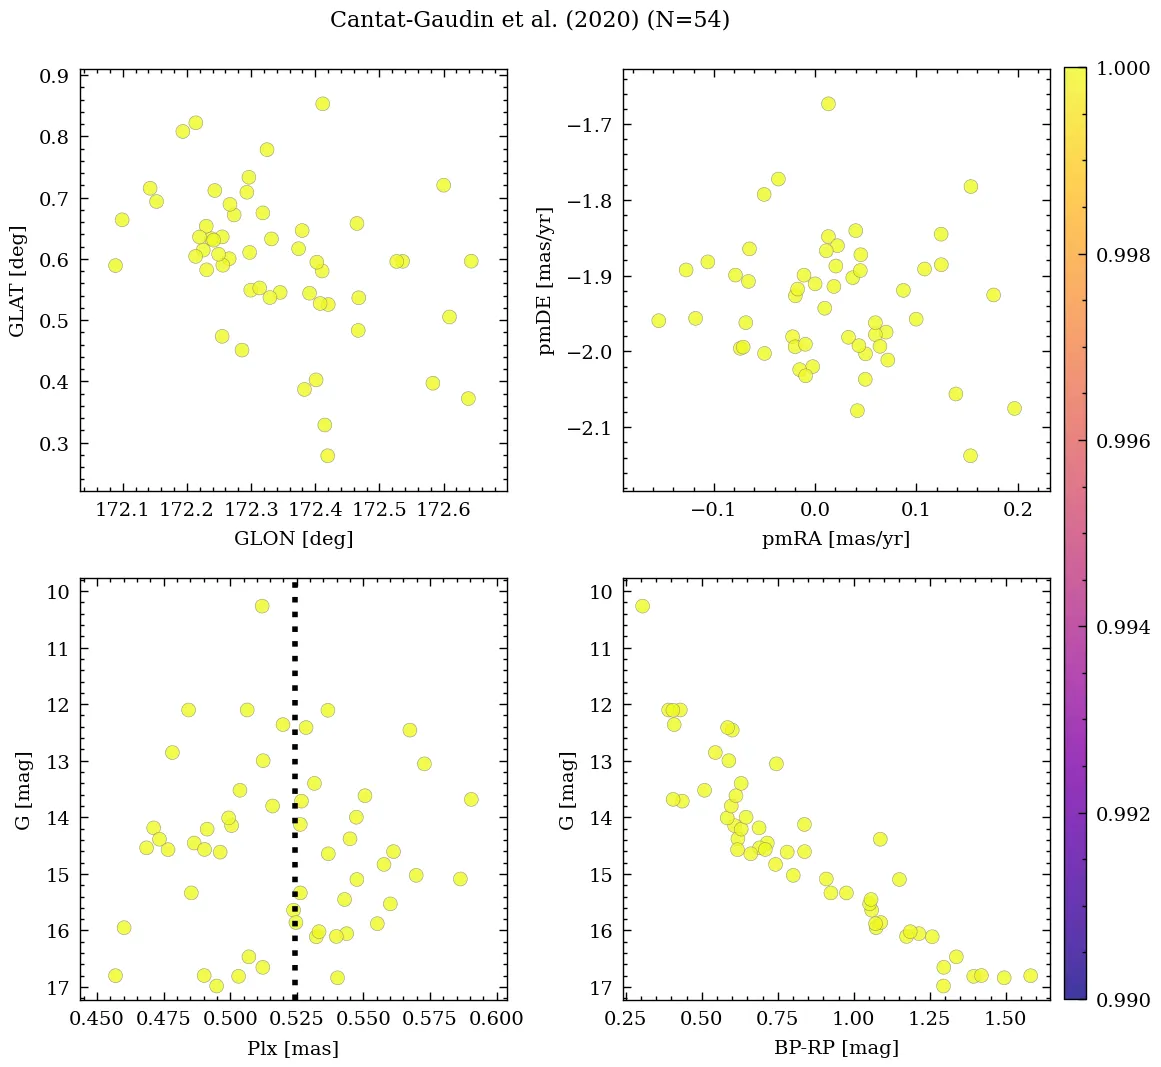 Cantat-Gaudin et al. (2020) (N=54)
0.9
0.8
0.7
0.6
0.5
0.4
0.3
GLAT [deg]
172.1 172.2 172.3 172.4 172.5 172.6
GLON [deg]
−1.7
−1.8
−1.9
−2.0
−2.1
pmDE [mas/yr]
−0.1 0.0 0.1 0.2
pmRA [mas/yr]
10
11
12
13
14
15
16
17
G [mag]
0.450 0.475 0.500 0.525 0.550 0.575 0.600
Plx [mas]
10
11
12
13
14
15
16
17
G [mag]
0.25 0.50 0.75 1.00 1.25 1.50
BP-RP [mag]
1.000
0.998
0.996
0.994
0.992
0.990